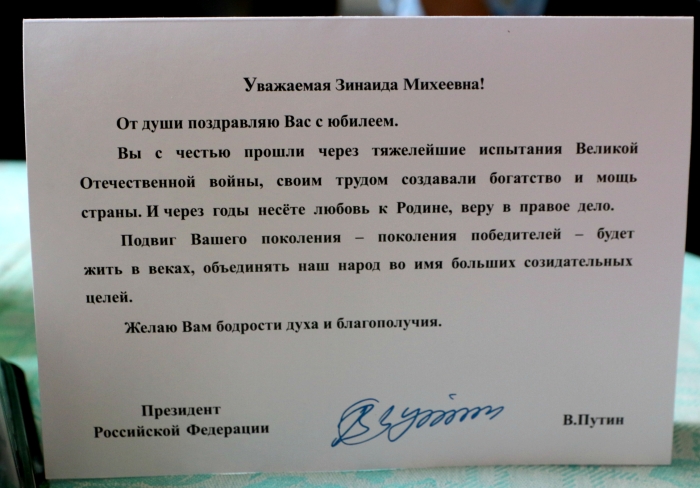 Уважаемая Зинаида Михеевна!
От души поздравляю Вас с юбилеем.
Вы с честью прошли через тяжелейшие испытания Великой
Отечественной войны, своим трудом создавали богатство и мощь
страны. И через годы несёте любовь к Родине, веру в правое дело.
Подвиг Вашего поколения – поколения победителей – будет
жить в веках, объединять наш народ во имя больших созидательных
целей.
Желаю Вам бодрости духа и благополучия.
Президент
Российской Федерации
В.Путин